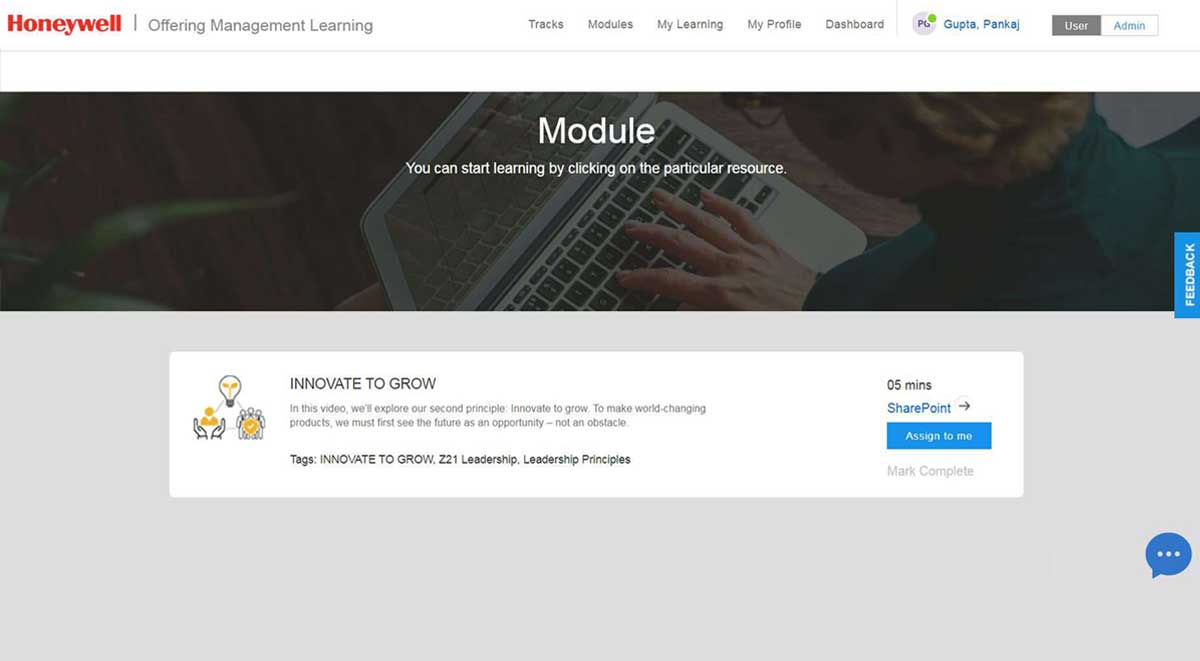 Honeywell | Offering Management Learning
Tracks Modules My Learning My Profile Dashboard PG Gupta, Pankaj User Admin
Module
You can start learning by clicking on the particular resource.
FEEDBACK
INNOVATE TO GROW
In this video, we'll explore our second principle: Innovate to grow. To make world-changing
products, we must first see the future as an opportunity – not an obstacle.
Tags: INNOVATE TO GROW, Z21 Leadership, Leadership Principles
05 mins
SharePoint
Assign to me
Mark Complete